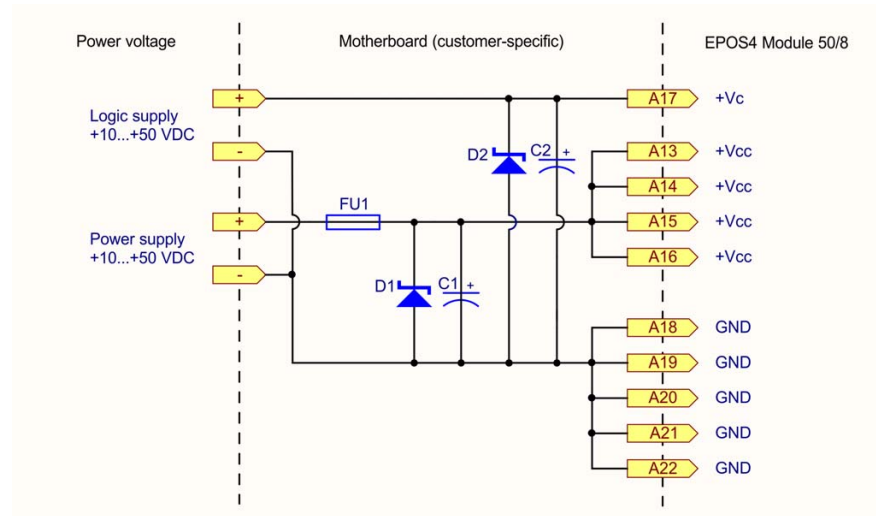 Power voltage
Motherboard (customer-specific)
EPOS4 Module 50/8
Logic supply
+10...+50 VDC
+
-
A17
+Vc
D2
C2 +
A13
+Vcc
A14
+Vcc
Power supply
+10...+50 VDC
+
-
FU1
A15
+Vcc
A16
+Vcc
D1
C1 +
A18
GND
A19
GND
A20
GND
A21
GND
A22
GND